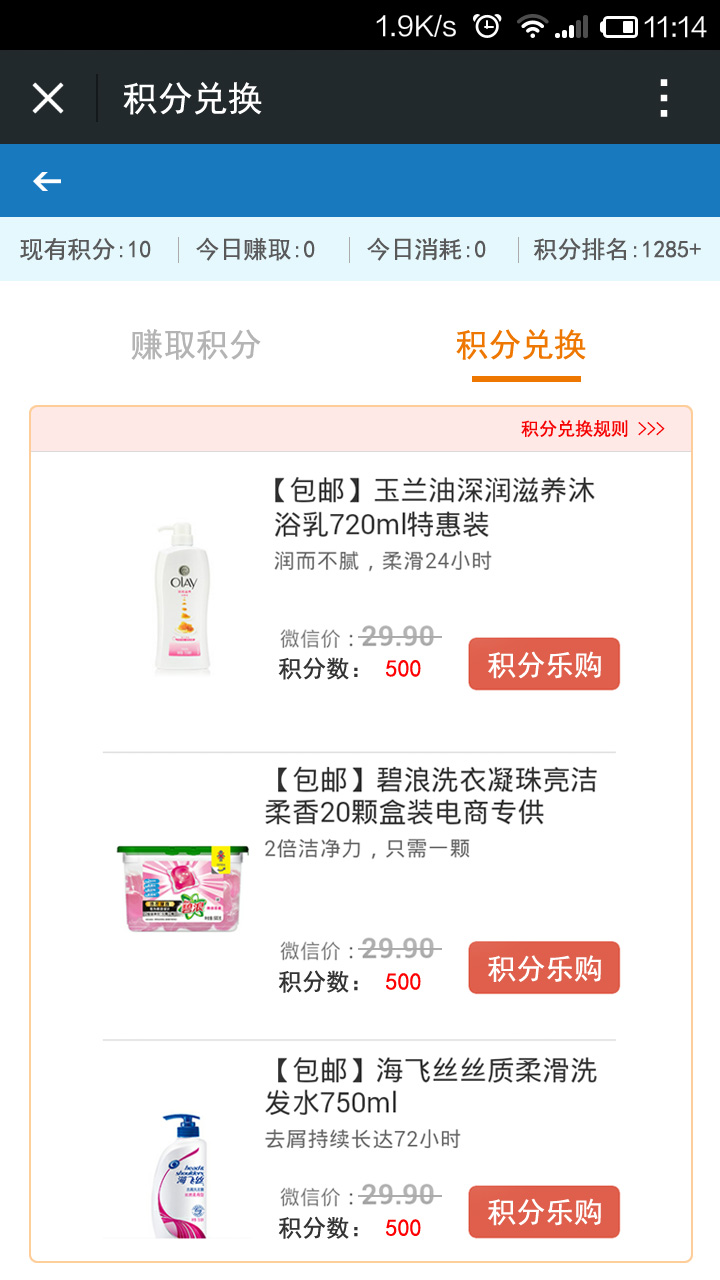 1.9K/s 11:14
积分兑换
现有积分:10 今日赚取:0 今日消耗:0 积分排名:1285+
赚取积分 积分兑换
积分兑换规则 >>>
【包邮】玉兰油深润滋养沐
浴乳720ml特惠装
润而不腻，柔滑24小时
OLAY
微信价：29.90
积分数： 500
积分乐购
【包邮】碧浪洗衣凝珠亮洁
柔香20颗盒装电商专供
2倍洁净力，只需一颗
碧浪
微信价：29.90
积分数： 500
积分乐购
【包邮】海飞丝丝质柔滑洗
发水750ml
去屑持续长达72小时
head&
shoulders
海飞丝
微信价：29.90
积分数： 500
积分乐购